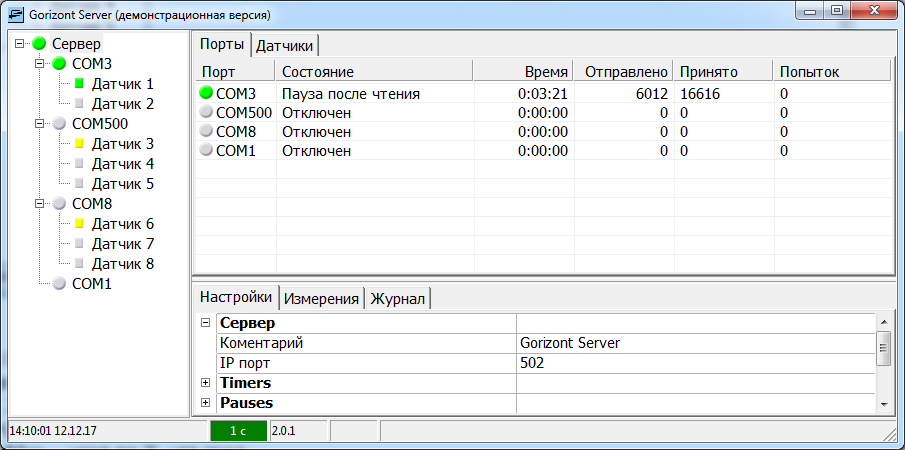 Gorizont Server (демонстрационная версия)
Сервер
COM3
Датчик 1
Датчик 2
COM500
Датчик 3
Датчик 4
Датчик 5
COM8
Датчик 6
Датчик 7
Датчик 8
COM1
Порты Датчики
Порт Состояние Время Отправлено Принято Попыток
COM3 Пауза после чтения 0:03:21 6012 16616 0
COM500 Отключен 0:00:00 0 0 0
COM8 Отключен 0:00:00 0 0 0
COM1 Отключен 0:00:00 0 0 0
Настройки Измерения Журнал
Сервер
Коментарий Gorizont Server
IP порт 502
Timers
Pauses
14:10:01 12.12.17 1 с 2.0.1